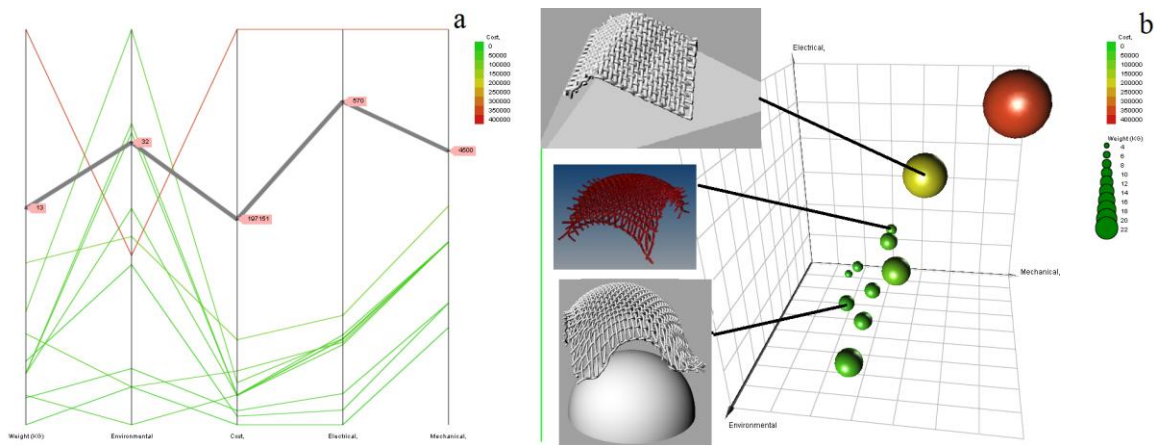 a
Cost,
0
50000
100000
150000
200000
250000
300000
350000
400000
570
32
4600
13
197151
Weight (KG)
Environmental
Cost,
Electrical,
Mechanical,
b
Electrical,
Cost,
0
50000
100000
150000
200000
250000
300000
350000
400000
Weight (KG)
4
6
8
10
12
14
16
18
20
22
Mechanical,
Environmental